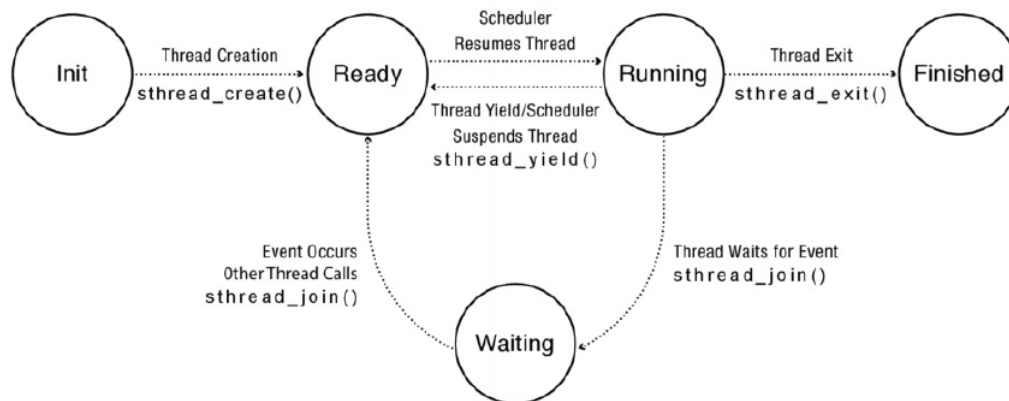 Init
Thread Creation
sthread_create()
Ready
Scheduler
Resumes Thread
Thread Yield/Scheduler
Suspends Thread
sthread_yield()
Running
Thread Exit
sthread_exit()
Finished
Event Occurs
Other Thread Calls
sthread_join()
Thread Waits for Event
sthread_join()
Waiting